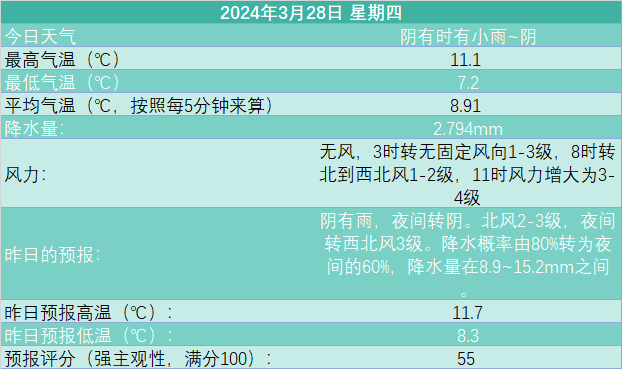 2024年3月28日 星期四
今日天气 阴有时有小雨~阴
最高气温（℃） 11.1
最低气温（℃） 7.2
平均气温（℃，按照每5分钟来算） 8.91
降水量： 2.794mm
风力： 无风，3时转无固定风向1-3级，8时转
北到西北风1-2级，11时风力增大为3-
4级
昨日的预报： 阴有雨，夜间转阴。北风2-3级，夜间
转西北风3级。降水概率由80%转为夜
间的60%，降水量在8.9~15.2mm之间
。
昨日预报高温（℃）： 11.7
昨日预报低温（℃）： 8.3
预报评分（强主观性，满分100）： 55